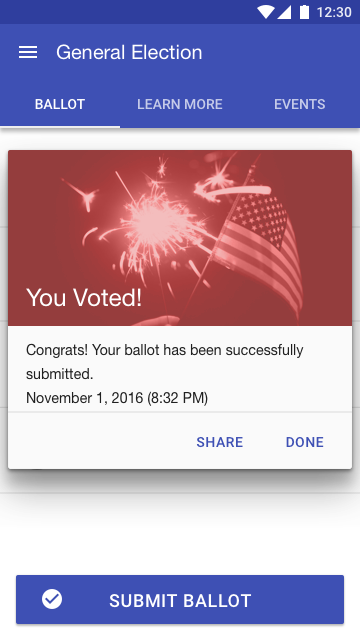 12:30
General Election
BALLOT
LEARN MORE
EVENTS
You Voted!
Congrats! Your ballot has been successfully
submitted.
November 1, 2016 (8:32 PM)
SHARE
DONE
SUBMIT BALLOT